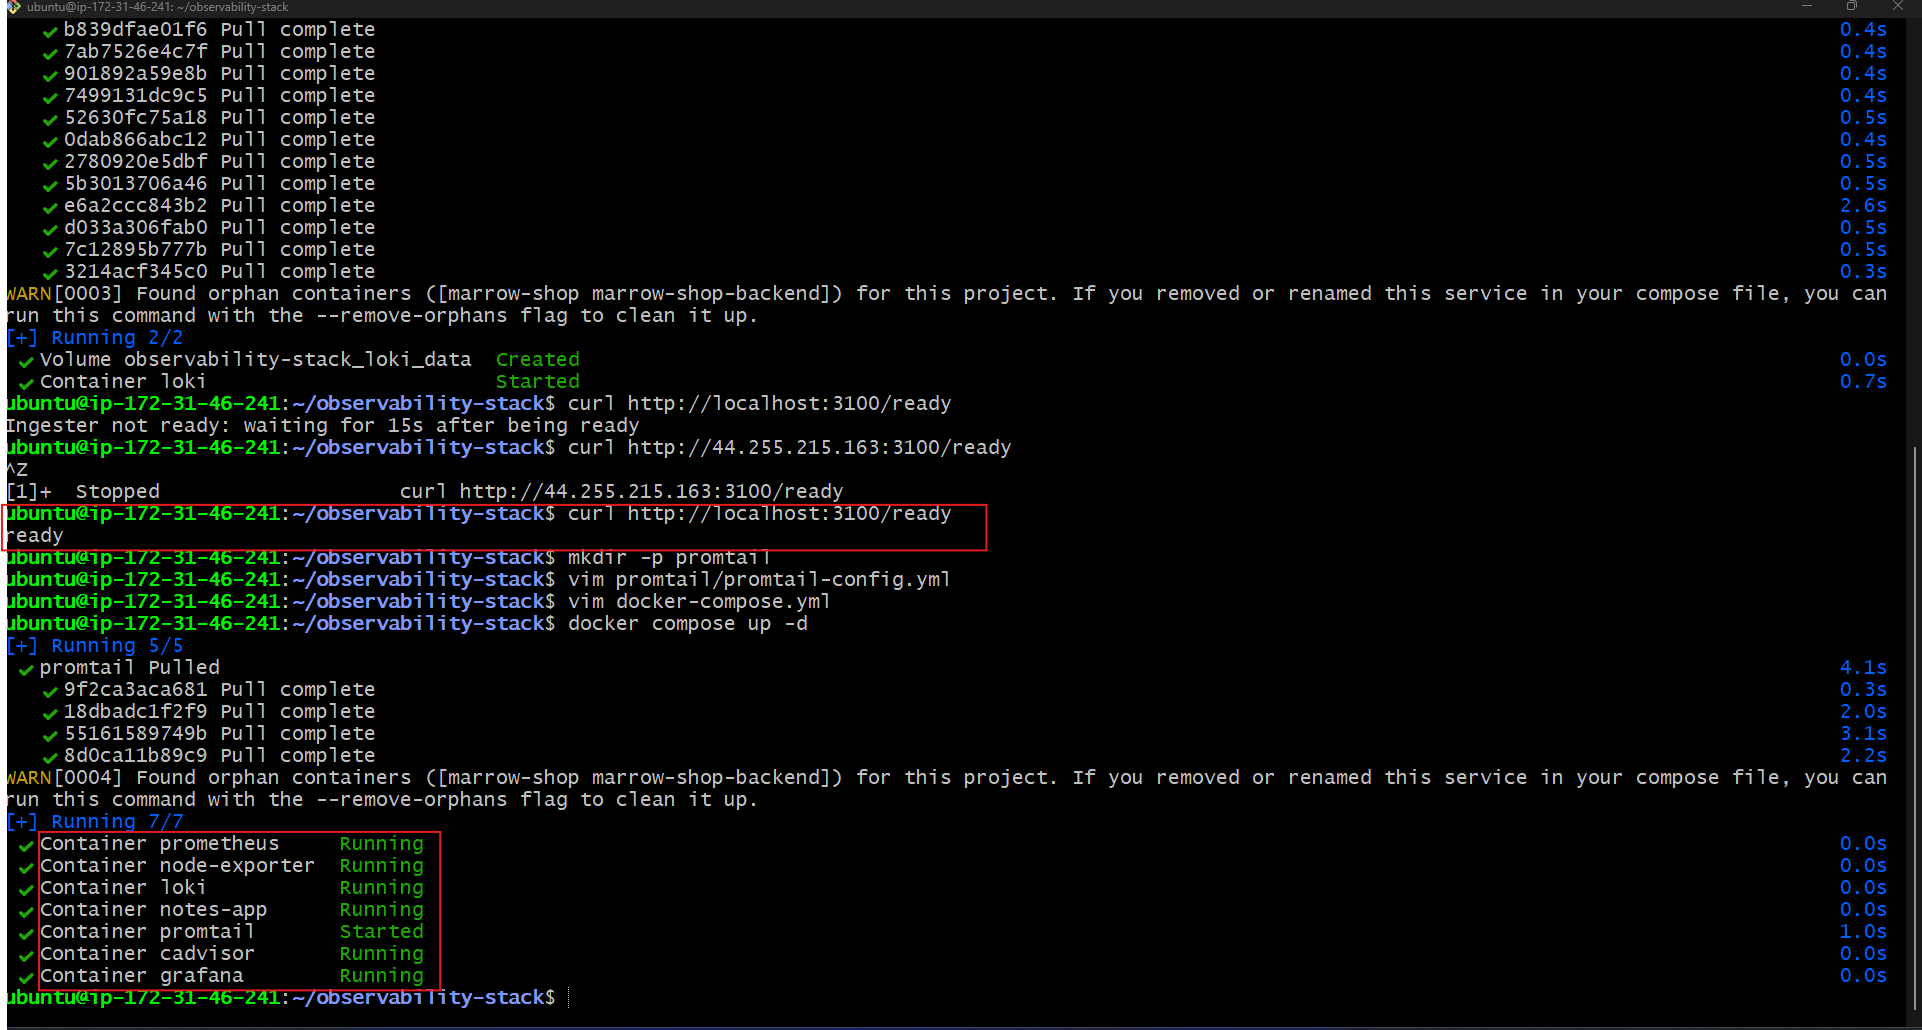 ubuntu@ip-172-31-46-241: ~/observability-stack
b839dfae01f6 Pull complete 0.4s
7ab7526e4c7f Pull complete 0.4s
901892a59e8b Pull complete 0.4s
7499131dc9c5 Pull complete 0.4s
52630fc75a18 Pull complete 0.5s
0dab866abc12 Pull complete 0.4s
2780920e5dbf Pull complete 0.5s
5b3013706a46 Pull complete 0.5s
e6a2ccc843b2 Pull complete 2.6s
d033a306fab0 Pull complete 0.5s
7c12895b777b Pull complete 0.5s
3214acf345c0 Pull complete 0.3s
WARN[0003] Found orphan containers ([marrow-shop marrow-shop-backend]) for this project. If you removed or renamed this service in your compose file, you can
run this command with the --remove-orphans flag to clean it up.
[+] Running 2/2
Volume observability-stack_loki_data Created 0.0s
Container loki Started 0.7s
ubuntu@ip-172-31-46-241:~/observability-stack$ curl http://localhost:3100/ready
Ingester not ready: waiting for 15s after being ready
ubuntu@ip-172-31-46-241:~/observability-stack$ curl http://44.255.215.163:3100/ready
^Z
[1]+ Stopped curl http://44.255.215.163:3100/ready
ubuntu@ip-172-31-46-241:~/observability-stack$ curl http://localhost:3100/ready
ready
ubuntu@ip-172-31-46-241:~/observability-stack$ mkdir -p promtail
ubuntu@ip-172-31-46-241:~/observability-stack$ vim promtail/promtail-config.yml
ubuntu@ip-172-31-46-241:~/observability-stack$ vim docker-compose.yml
ubuntu@ip-172-31-46-241:~/observability-stack$ docker compose up -d
[+] Running 5/5
promtail Pulled 4.1s
9f2ca3aca681 Pull complete 0.3s
18dbadc1f2f9 Pull complete 2.0s
55161589749b Pull complete 3.1s
8d0ca11b89c9 Pull complete 2.2s
WARN[0004] Found orphan containers ([marrow-shop marrow-shop-backend]) for this project. If you removed or renamed this service in your compose file, you can
run this command with the --remove-orphans flag to clean it up.
[+] Running 7/7
Container prometheus Running 0.0s
Container node-exporter Running 0.0s
Container loki Running 0.0s
Container notes-app Running 0.0s
Container promtail Started 1.0s
Container cadvisor Running 0.0s
Container grafana Running 0.0s
ubuntu@ip-172-31-46-241:~/observability-stack$